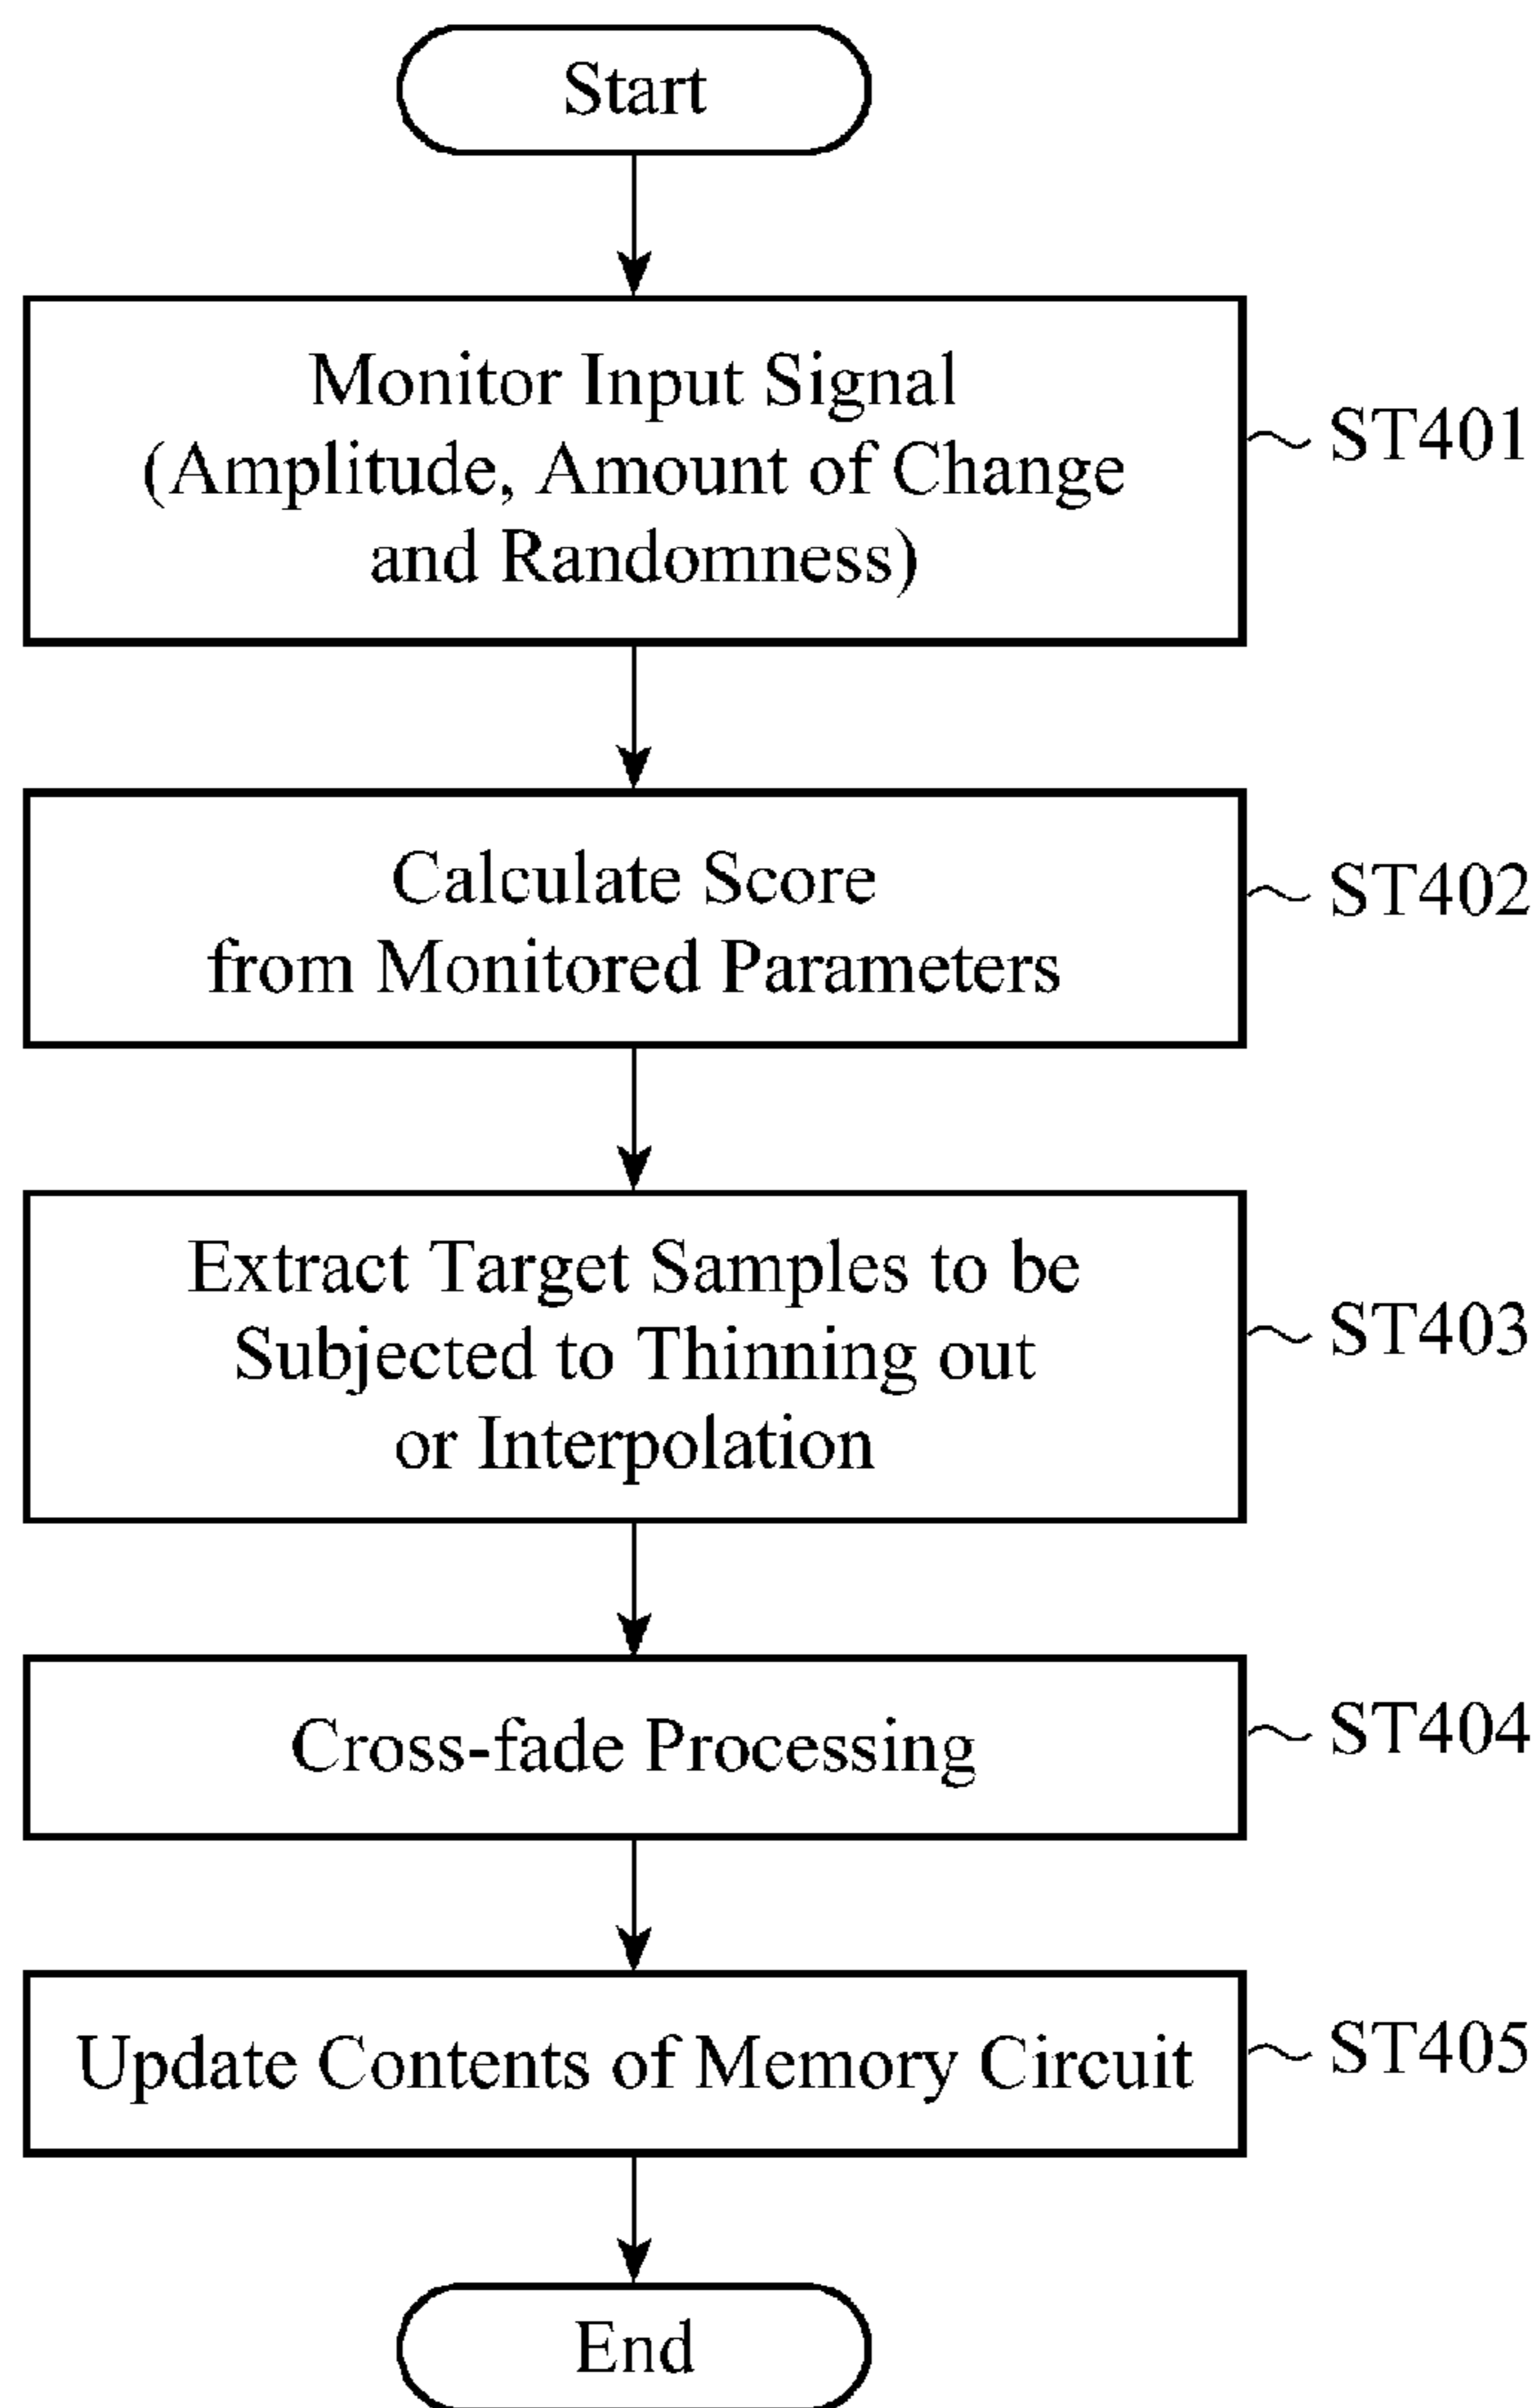 Start
Monitor Input Signal
(Amplitude, Amount of Change
and Randomness)
ST401
Calculate Score
from Monitored Parameters
ST402
Extract Target Samples to be
Subjected to Thinning out
or Interpolation
ST403
Cross-fade Processing
ST404
Update Contents of Memory Circuit
ST405
End